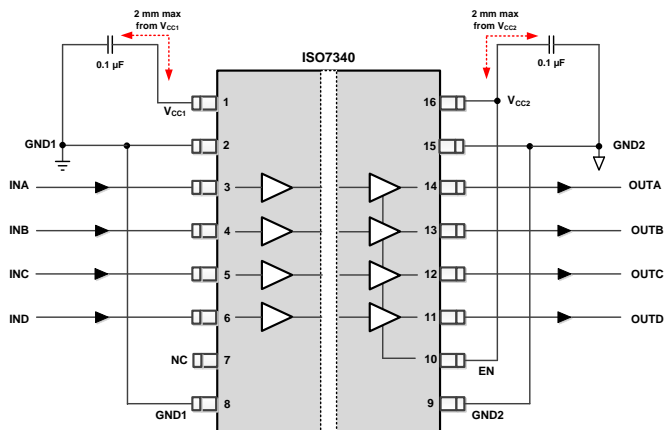 2 mm max
from VCC1
2 mm max
from VCC2
0.1 µF
0.1 µF
ISO7340
VCC1
1
16
VCC2
GND1
2
15
GND2
INA
3
14
OUTA
INB
4
13
OUTB
INC
5
12
OUTC
IND
6
11
OUTD
NC
7
10
EN
GND1
8
9
GND2